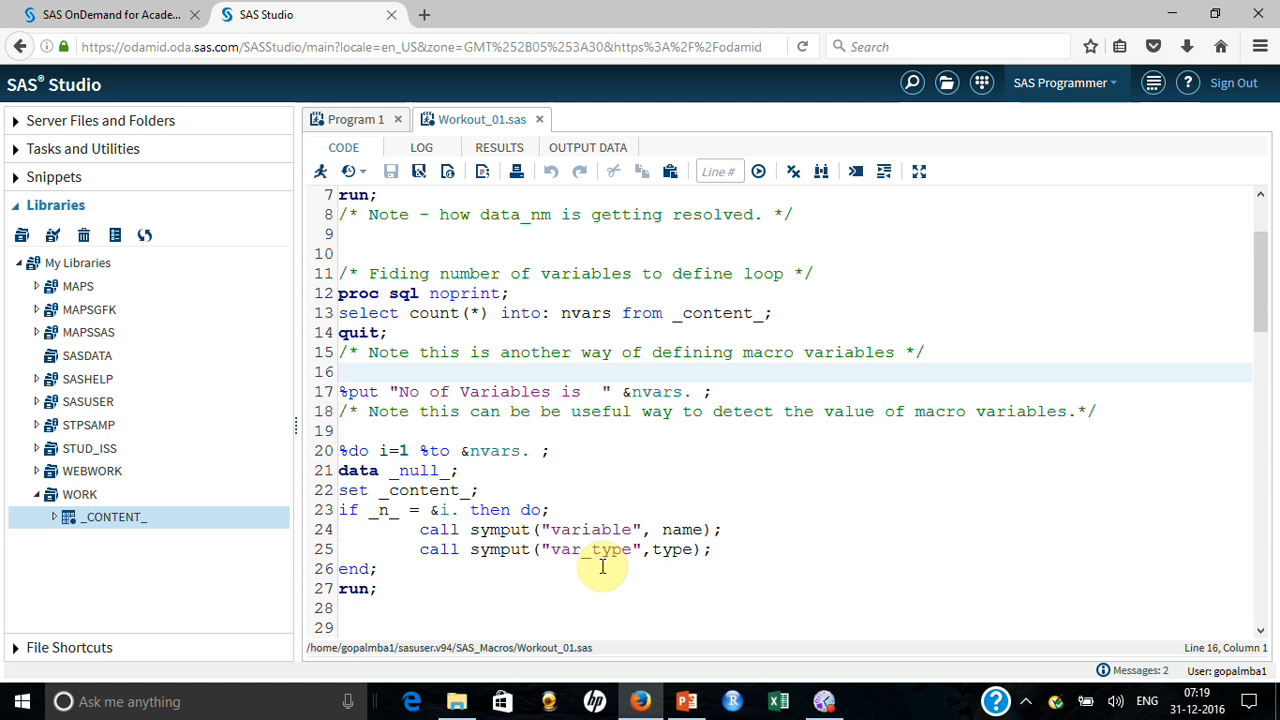 SAS OnDemand for Acade...
SAS Studio
https://odamid.oda.sas.com/SASStudio/main?locale=en_US&zone=GMT%252B05%253A30&https%3A%2F%2Fodamid
Search
SAS® Studio
SAS Programmer
Sign Out
Server Files and Folders
Tasks and Utilities
Snippets
Libraries
My Libraries
MAPS
MAPSGFK
MAPSSAS
SASDATA
SASHELP
SASUSER
STPSAMP
STUD_ISS
WEBWORK
WORK
_CONTENT_
File Shortcuts
Program 1
Workout_01.sas
CODE
LOG
RESULTS
OUTPUT DATA
Line #
7 run;
8 /* Note - how data_nm is getting resolved. */
9
10
11 /* Fiding number of variables to define loop */
12 proc sql noprint;
13 select count(*) into: nvars from _content_;
14 quit;
15 /* Note this is another way of defining macro variables */
16
17 %put "No of Variables is  " &nvars. ;
18 /* Note this can be be useful way to detect the value of macro variables.*/
19
20 %do i=1 %to &nvars. ;
21 data _null_;
22 set _content_;
23 if _n_ = &i. then do;
24 call symput("variable", name);
25 call symput("var_type",type);
26 end;
27 run;
28
29
/home/gopalmba1/sasuser.v94/SAS_Macros/Workout_01.sas
Line 16, Column 1
Messages: 2
User: gopalmba1
Ask me anything
ENG
07:19
31-12-2016